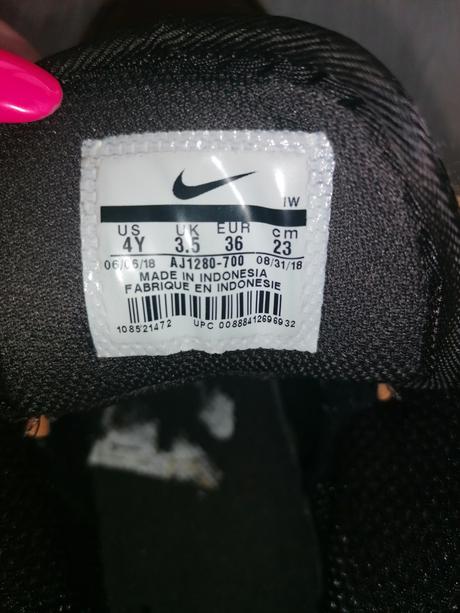 IW
US UK EUR cm
4Y 3.5 36 23
06/06/18 AJ1280-700 08/31/18
MADE IN INDONESIA
FABRIQUE EN INDONESIE
108521472 UPC 00888412696932